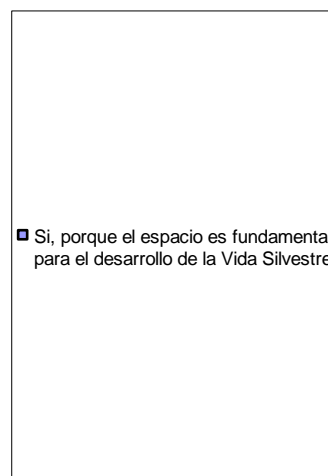 Si, porque el espacio es fundamenta
para el desarrollo de la Vida Silvestre